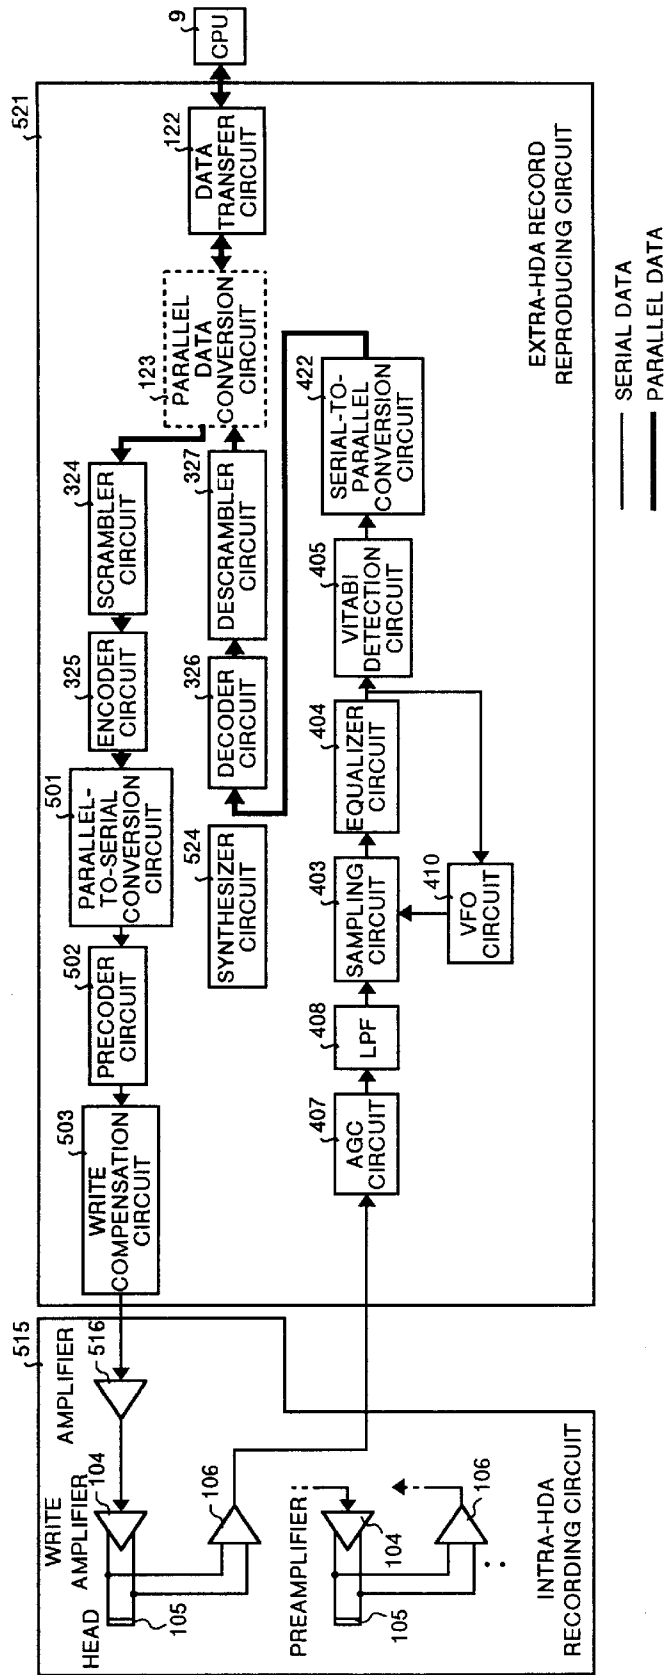 515
HEAD
WRITE
AMPLIFIER
104
AMPLIFIER
516
105
106
PREAMPLIFIER
104
105
106
INTRA-HDA
RECORDING CIRCUIT
521
503
WRITE
COMPENSATION
CIRCUIT
502
PRECODER
CIRCUIT
501
PARALLEL-
TO-SERIAL
CONVERSION
CIRCUIT
325
ENCODER
CIRCUIT
324
SCRAMBLER
CIRCUIT
123
PARALLEL
DATA
CONVERSION
CIRCUIT
122
DATA
TRANSFER
CIRCUIT
9
CPU
524
SYNTHESIZER
CIRCUIT
326
DECODER
CIRCUIT
327
DESCRAMBLER
CIRCUIT
407
AGC
CIRCUIT
408
LPF
403
SAMPLING
CIRCUIT
404
EQUALIZER
CIRCUIT
405
VITABI
DETECTION
CIRCUIT
422
SERIAL-TO-
PARALLEL
CONVERSION
CIRCUIT
410
VFO
CIRCUIT
EXTRA-HDA RECORD
REPRODUCING CIRCUIT
SERIAL DATA
PARALLEL DATA